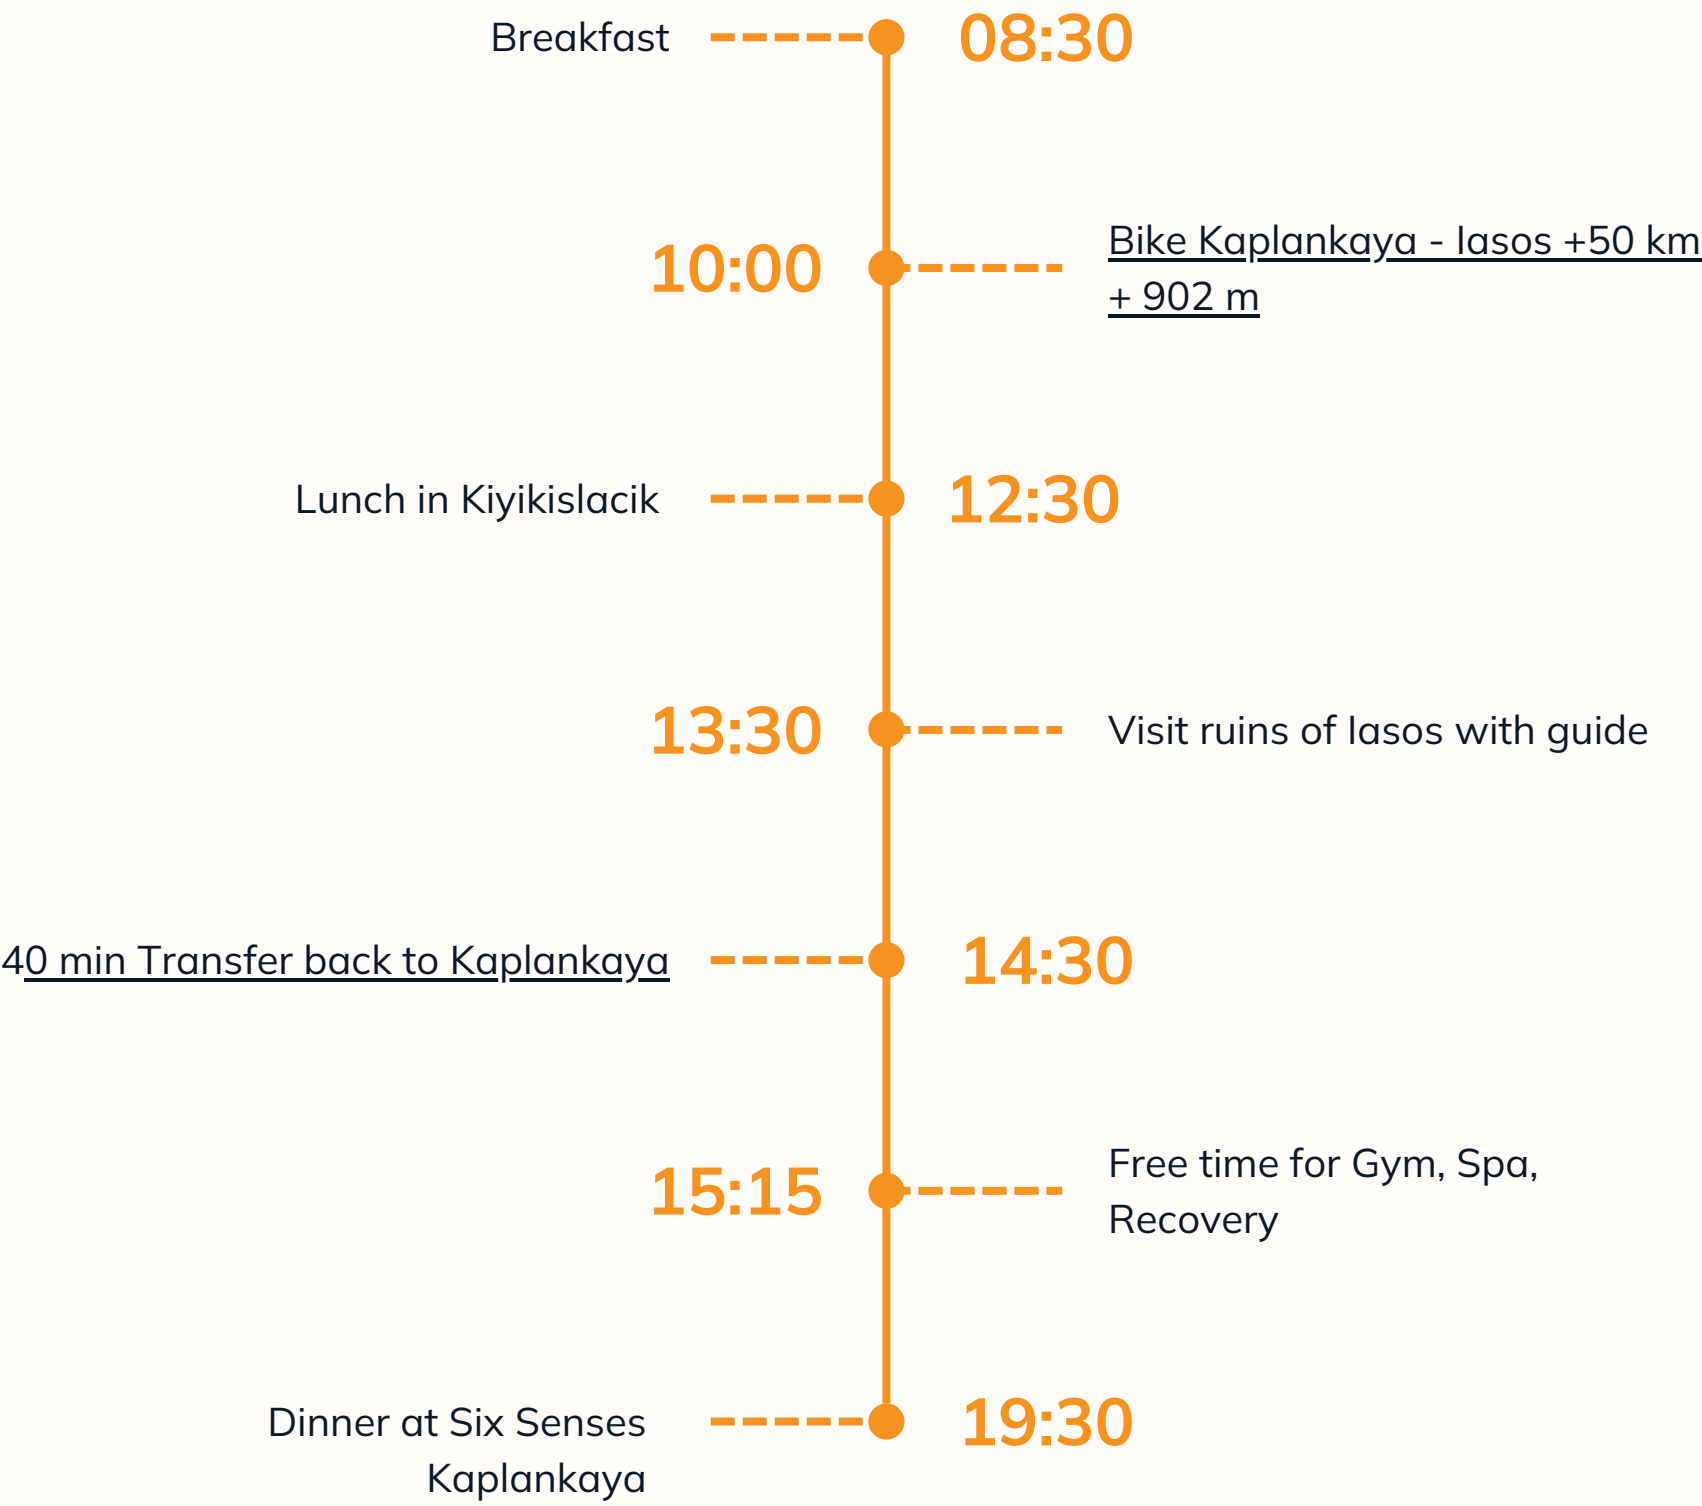 Breakfast
08:30
10:00
Bike Kaplankaya - Iasos +50 km
+ 902 m
Lunch in Kiyikislacik
12:30
13:30
Visit ruins of Iasos with guide
40 min Transfer back to Kaplankaya
14:30
15:15
Free time for Gym, Spa,
Recovery
Dinner at Six Senses
Kaplankaya
19:30